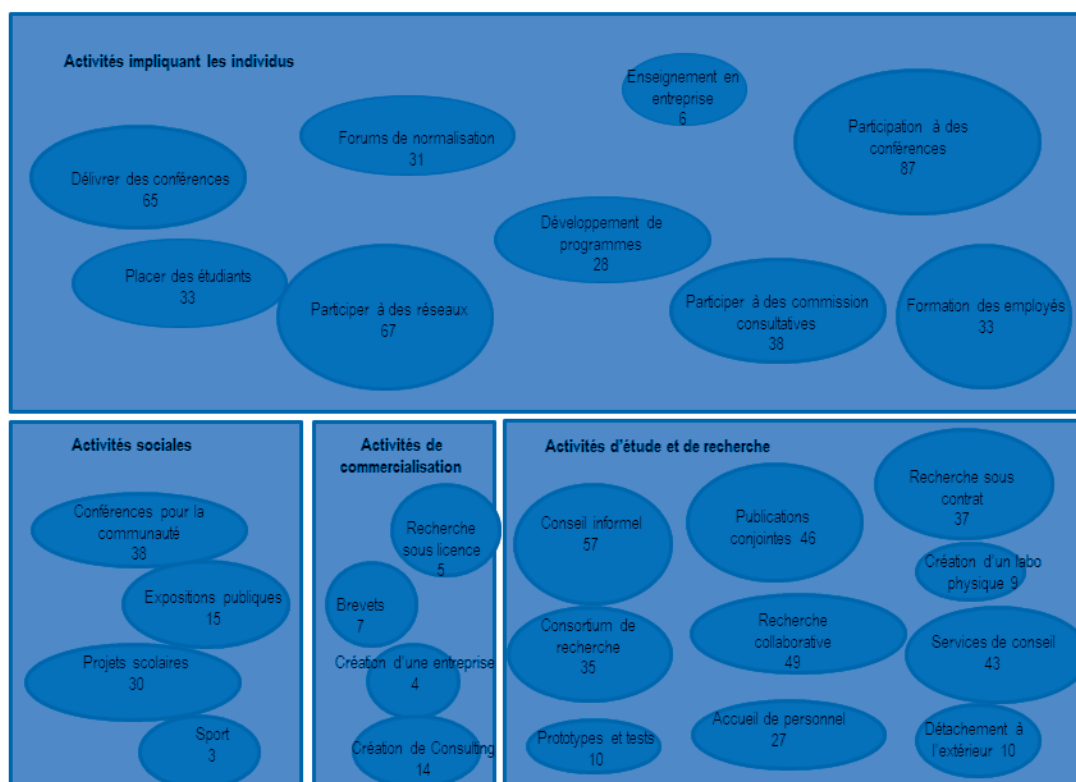 Activités impliquant les individus
Enseignement en
entreprise
6
Participation à des
conférences
87
Forums de normalisation
31
Délivrer des conférences
65
Développement de
programmes
28
Placer des étudiants
33
Participer à des réseaux
67
Participer à des commission
consultatives
38
Formation des employés
33
Activités sociales
Conférences pour la
communauté
38
Expositions publiques
15
Projets scolaires
30
Sport
3
Activités de
commercialisation
Recherche
sous licence
5
Brevets
7
Création d'une entreprise
4
Création de Consulting
14
Activités d'étude et de recherche
Conseil informel
57
Publications
conjointes 46
Recherche sous
contrat
37
Création d'un labo
physique 9
Consortium de
recherche
35
Recherche
collaborative
49
Services de conseil
43
Prototypes et tests
10
Accueil de personnel
27
Détachement à
l'extérieur 10